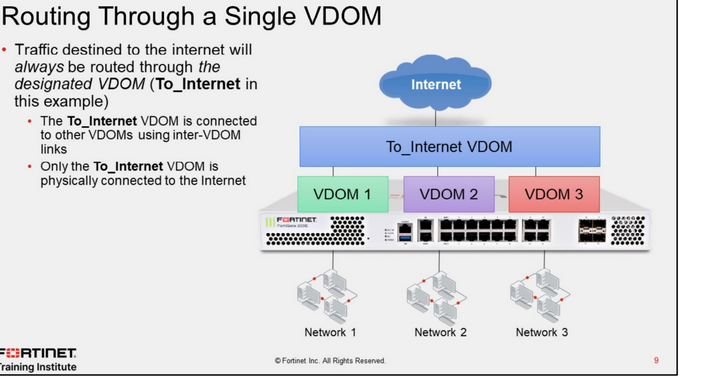 Routing Through a Single VDOM
• Traffic destined to the internet will
always be routed through the
designated VDOM (To_Internet in
this example)
• The To_Internet VDOM is connected
to other VDOMs using inter-VDOM
links
• Only the To_Internet VDOM is
physically connected to the Internet
Internet
To_Internet VDOM
VDOM 1
VDOM 2
VDOM 3
FORTINET
Network 1
Network 2
Network 3
FORTINET
Training Institute
© Fortinet Inc. All Rights Reserved.
9